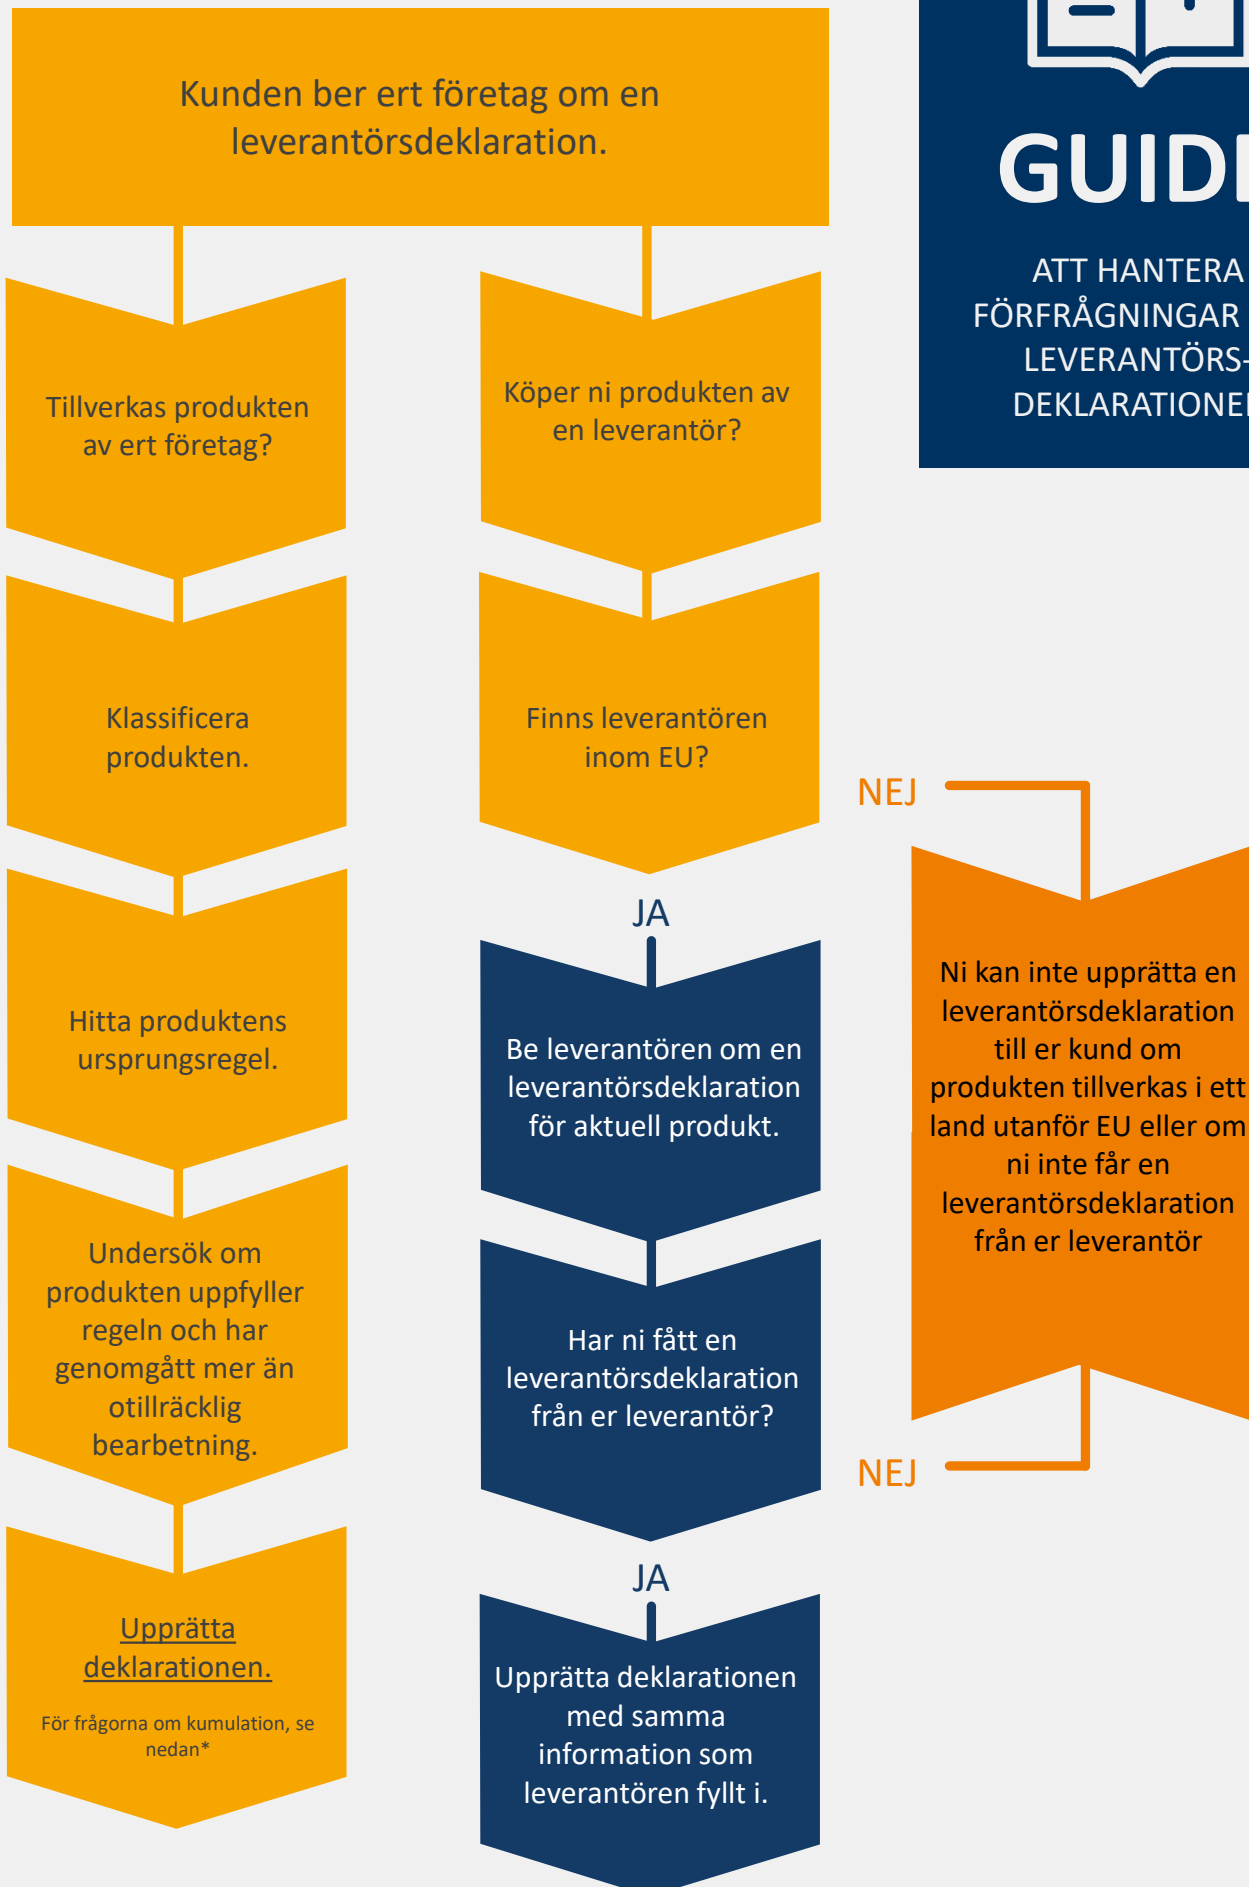 Kunden ber ert företag om en
leverantörsdeklaration.
GUIDE
ATT HANTERA
FÖRFRÅGNINGAR
LEVERANTÖRS-
DEKLARATIONER
Tillverkas produkten
av ert företag?
Klassificera
produkten.
Hitta produktens
ursprungsregel.
Undersök om
produkten uppfyller
regeln och har
genomgått mer än
otillräcklig
bearbetning.
Upprätta
deklarationen.
För frågorna om kumulation, se
nedan*
Köper ni produkten av
en leverantör?
Finns leverantören
inom EU?
JA
Be leverantören om en
leverantörsdeklaration
för aktuell produkt.
Har ni fått en
leverantörsdeklaration
från er leverantör?
JA
Upprätta deklarationen
med samma
information som
leverantören fyllt i.
NEJ
Ni kan inte upprätta en
leverantörsdeklaration
till er kund om
produkten tillverkas i ett
land utanför EU eller om
ni inte får en
leverantörsdeklaration
från er leverantör
NEJ